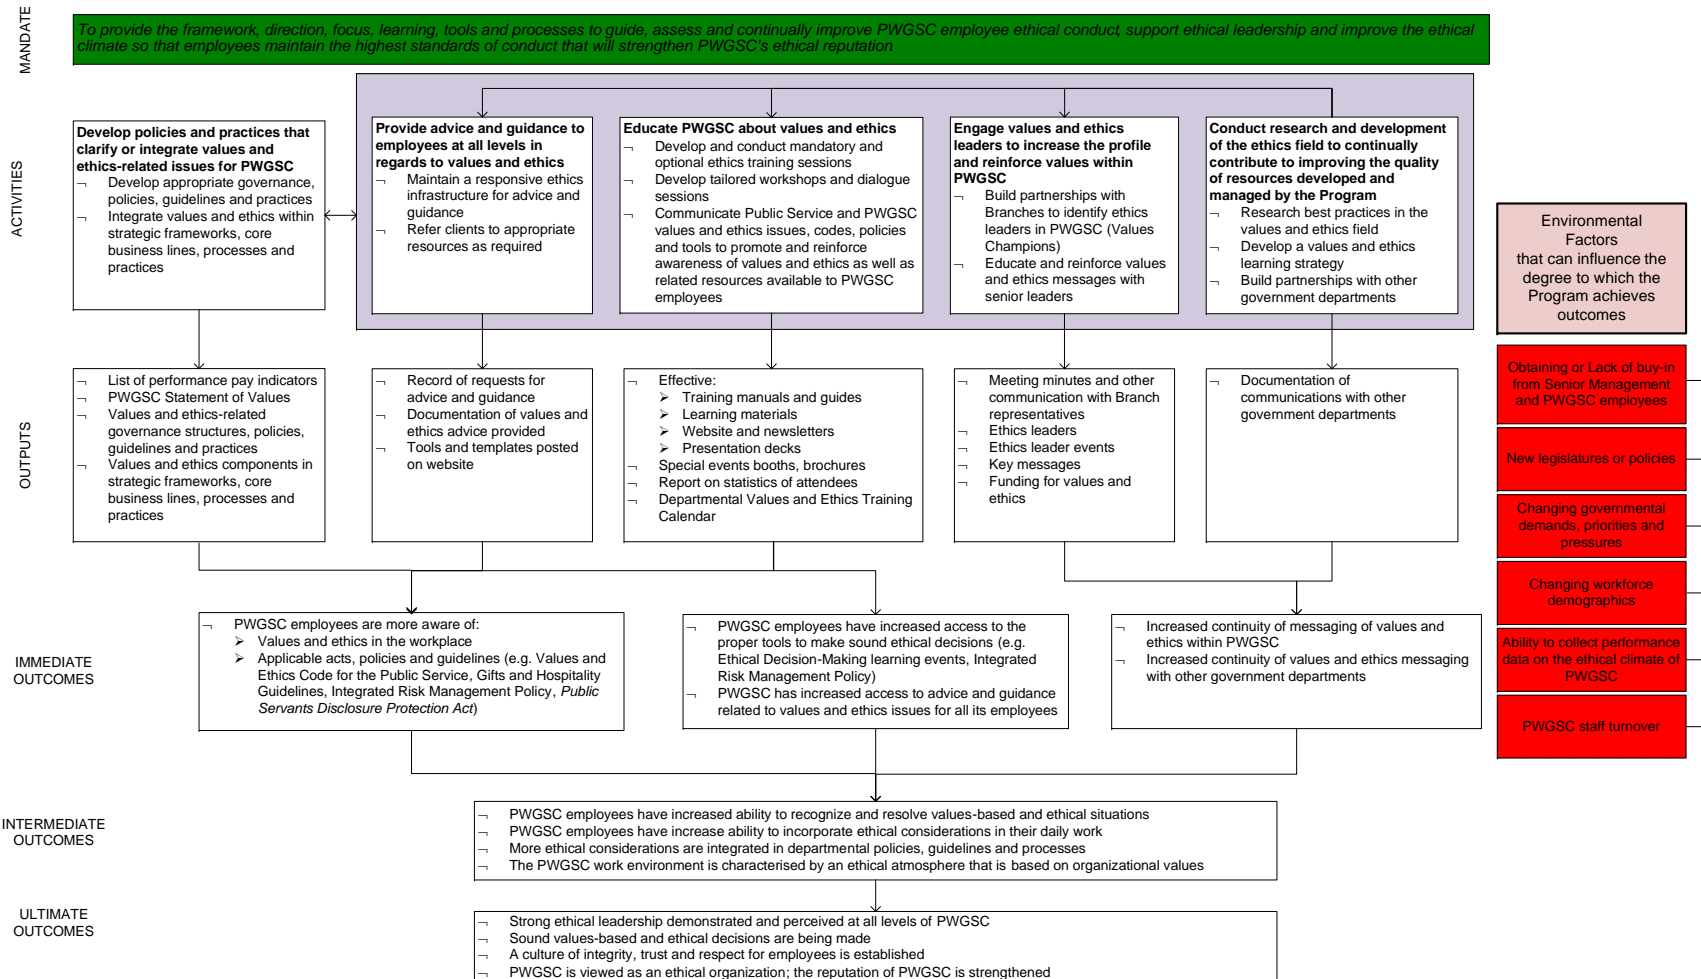 MANDATE
To provide the framework, direction, focus, learning, tools and processes to guide, assess and continually improve PWGSC employee ethical conduct, support ethical leadership and improve the ethical
climate so that employees maintain the highest standards of conduct that will strengthen PWGSC's ethical reputation
ACTIVITIES
Develop policies and practices that
clarify or integrate values and
ethics-related issues for PWGSC
¬ Develop appropriate governance,
policies, guidelines and practices
¬ Integrate values and ethics within
strategic frameworks, core
business lines, processes and
practices
Provide advice and guidance to
employees at all levels in
regards to values and ethics
¬ Maintain a responsive ethics
infrastructure for advice and
guidance
¬ Refer clients to appropriate
resources as required
Educate PWGSC about values and ethics
¬ Develop and conduct mandatory and
optional ethics training sessions
¬ Develop tailored workshops and dialogue
sessions
¬ Communicate Public Service and PWGSC
values and ethics issues, codes, policies
and tools to promote and reinforce
awareness of values and ethics as well as
related resources available to PWGSC
employees
Engage values and ethics
leaders to increase the profile
and reinforce values within
PWGSC
¬ Build partnerships with
Branches to identify ethics
leaders in PWGSC (Values
Champions)
¬ Educate and reinforce values
and ethics messages with
senior leaders
Conduct research and development
of the ethics field to continually
contribute to improving the quality
of resources developed and
managed by the Program
¬ Research best practices in the
values and ethics field
¬ Develop a values and ethics
learning strategy
¬ Build partnerships with other
government departments
Environmental
Factors
that can influence the
degree to which the
Program achieves
outcomes
Obtaining or Lack of buy-in
from Senior Management
and PWGSC employees
New legislatures or policies
Changing governmental
demands, priorities and
pressures
Changing workforce
demographics
Ability to collect performance
data on the ethical climate of
PWGSC
PWGSC staff turnover
OUTPUTS
¬ List of performance pay indicators
¬ PWGSC Statement of Values
¬ Values and ethics-related
governance structures, policies,
guidelines and practices
¬ Values and ethics components in
strategic frameworks, core
business lines, processes and
practices
¬ Record of requests for
advice and guidance
¬ Documentation of values and
ethics advice provided
¬ Tools and templates posted
on website
¬ Effective:
➢ Training manuals and guides
➢ Learning materials
➢ Website and newsletters
➢ Presentation decks
¬ Special events booths, brochures
¬ Report on statistics of attendees
¬ Departmental Values and Ethics Training
Calendar
¬ Meeting minutes and other
communication with Branch
representatives
¬ Ethics leaders
¬ Ethics leader events
¬ Key messages
¬ Funding for values and
ethics
¬ Documentation of
communications with other
government departments
IMMEDIATE
OUTCOMES
¬ PWGSC employees are more aware of:
➢ Values and ethics in the workplace
➢ Applicable acts, policies and guidelines (e.g. Values and
Ethics Code for the Public Service, Gifts and Hospitality
Guidelines, Integrated Risk Management Policy, Public
Servants Disclosure Protection Act)
¬ PWGSC employees have increased access to the
proper tools to make sound ethical decisions (e.g.
Ethical Decision-Making learning events, Integrated
Risk Management Policy)
¬ PWGSC has increased access to advice and guidance
related to values and ethics issues for all its employees
¬ Increased continuity of messaging of values and
ethics within PWGSC
¬ Increased continuity of values and ethics messaging
with other government departments
INTERMEDIATE
OUTCOMES
¬ PWGSC employees have increased ability to recognize and resolve values-based and ethical situations
¬ PWGSC employees have increase ability to incorporate ethical considerations in their daily work
¬ More ethical considerations are integrated in departmental policies, guidelines and processes
¬ The PWGSC work environment is characterised by an ethical atmosphere that is based on organizational values
ULTIMATE
OUTCOMES
¬ Strong ethical leadership demonstrated and perceived at all levels of PWGSC
¬ Sound values-based and ethical decisions are being made
¬ A culture of integrity, trust and respect for employees is established
¬ PWGSC is viewed as an ethical organization; the reputation of PWGSC is strengthened